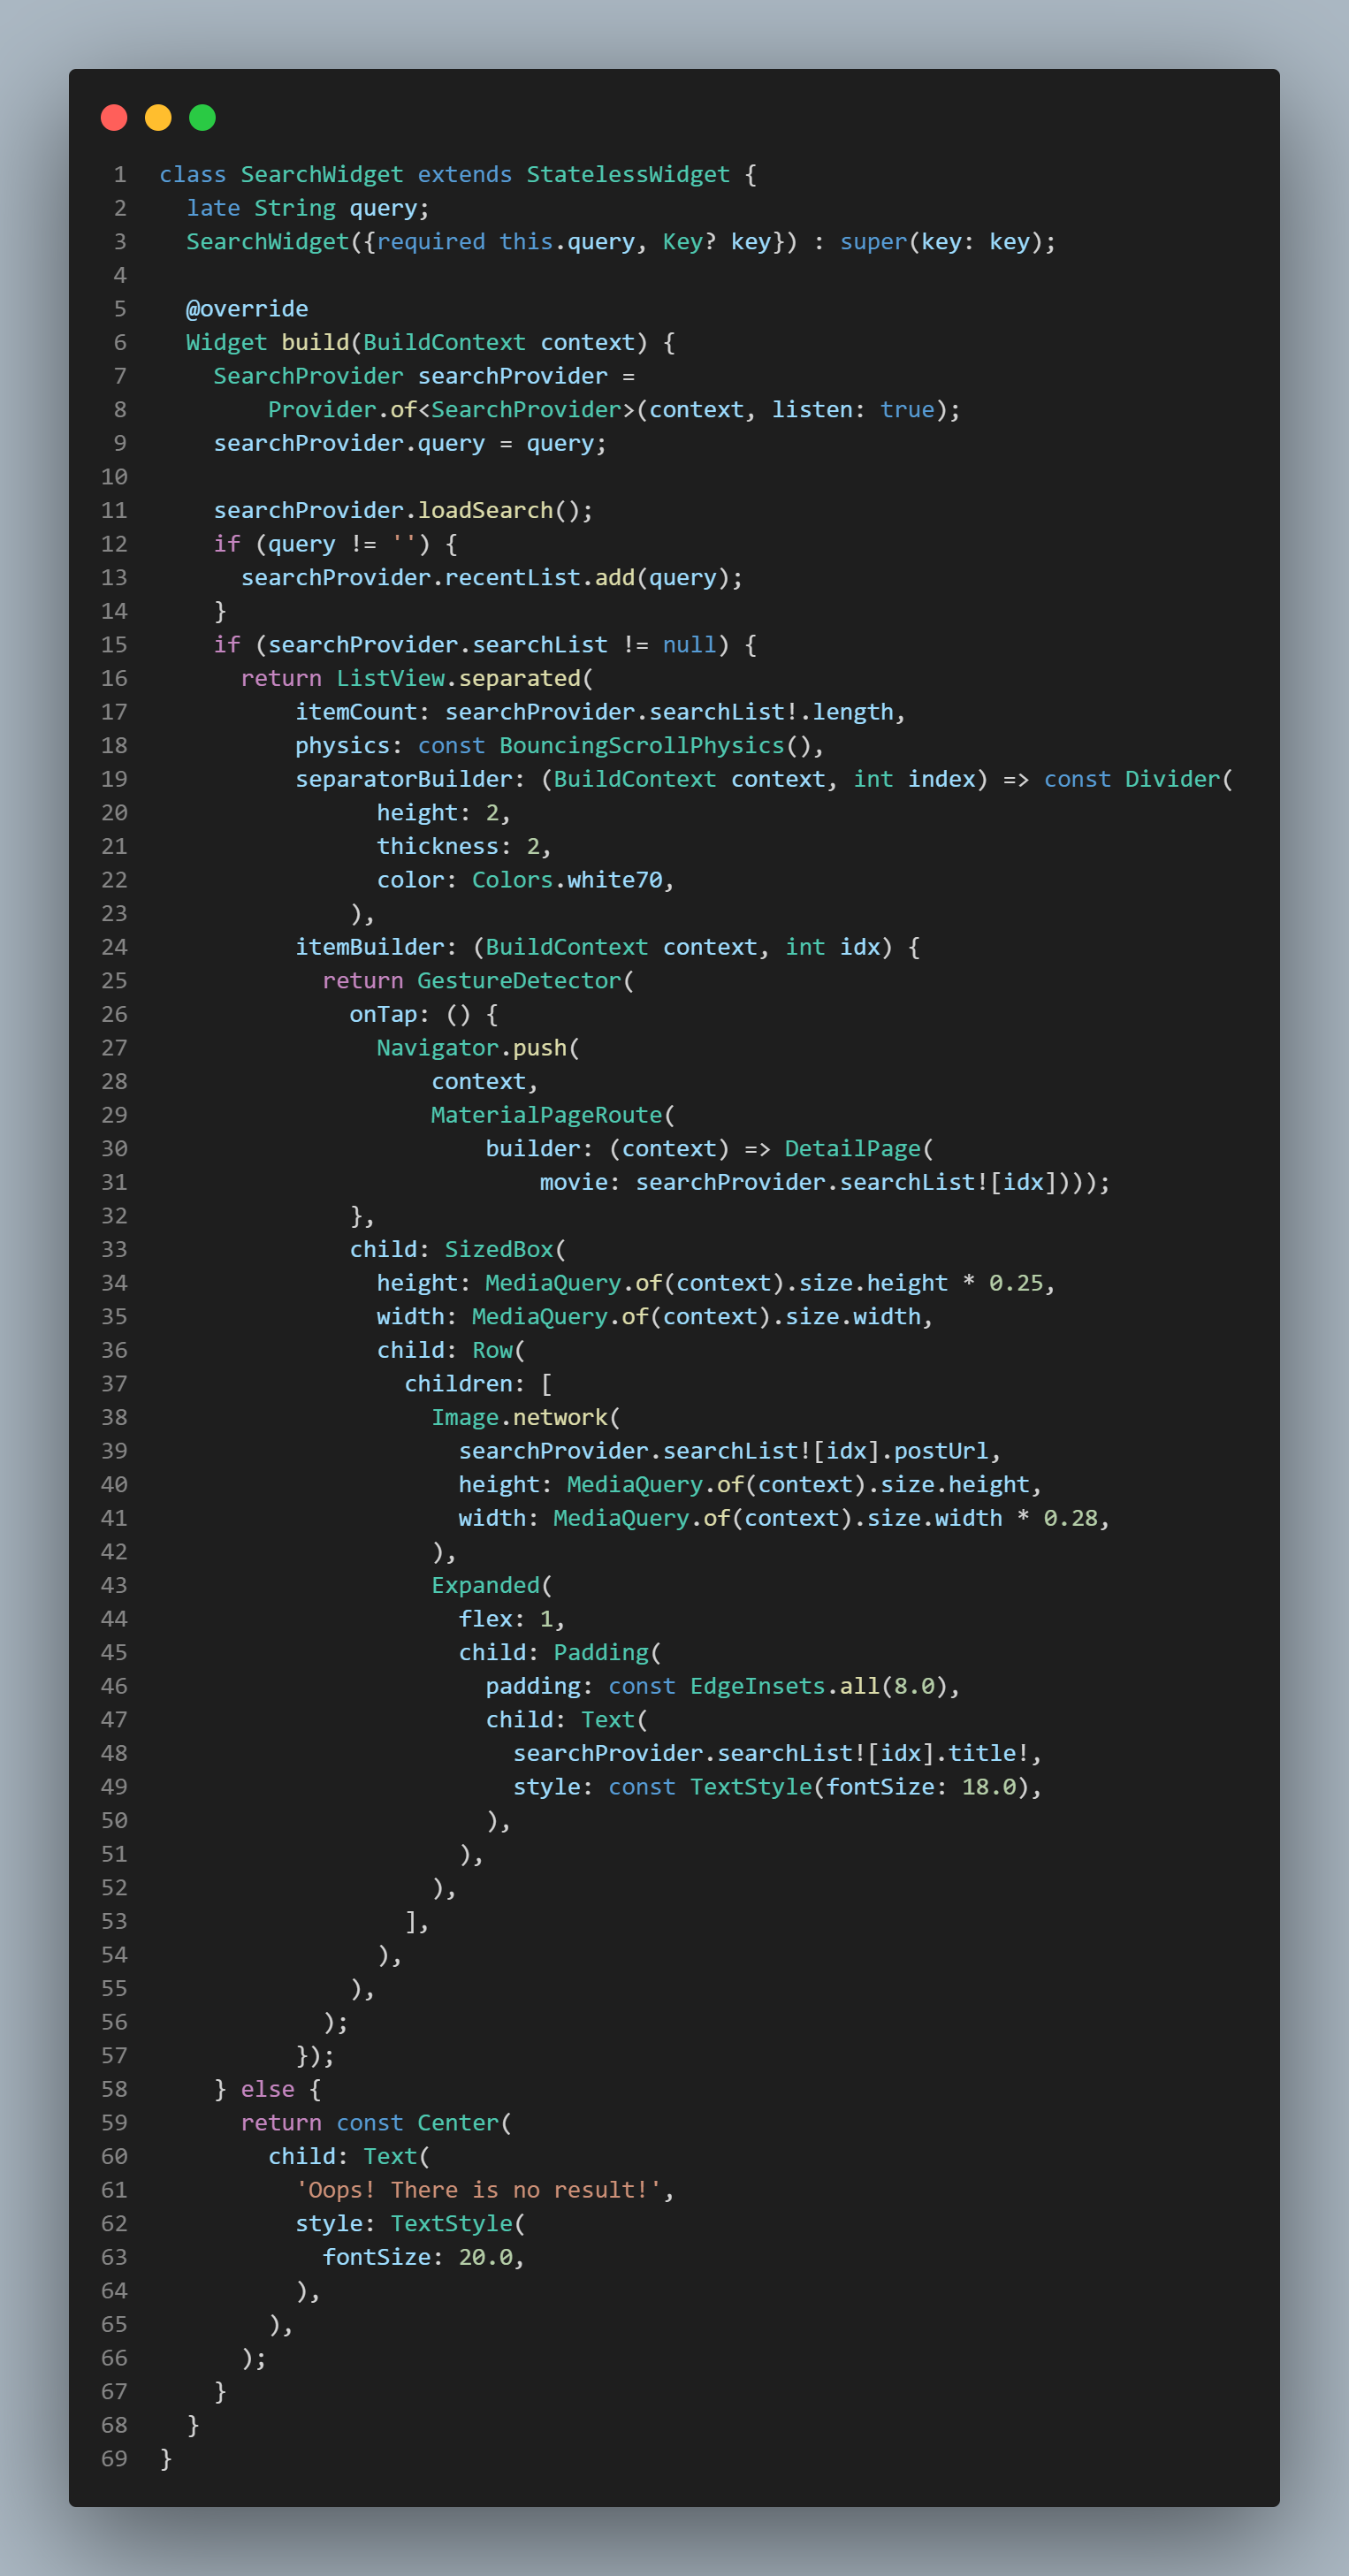 1 class SearchWidget extends StatelessWidget {
2   late String query;
3   SearchWidget({required this.query, Key? key}) : super(key: key);
4
5   @override
6   Widget build(BuildContext context) {
7     SearchProvider searchProvider =
8         Provider.of<SearchProvider>(context, listen: true);
9     searchProvider.query = query;
10
11     searchProvider.loadSearch();
12     if (query != '') {
13       searchProvider.recentList.add(query);
14     }
15     if (searchProvider.searchList != null) {
16       return ListView.separated(
17           itemCount: searchProvider.searchList!.length,
18           physics: const BouncingScrollPhysics(),
19           separatorBuilder: (BuildContext context, int index) => const Divider(
20                 height: 2,
21                 thickness: 2,
22                 color: Colors.white70,
23               ),
24           itemBuilder: (BuildContext context, int idx) {
25             return GestureDetector(
26               onTap: () {
27                 Navigator.push(
28                     context,
29                     MaterialPageRoute(
30                         builder: (context) => DetailPage(
31                             movie: searchProvider.searchList![idx])));
32               },
33               child: SizedBox(
34                 height: MediaQuery.of(context).size.height * 0.25,
35                 width: MediaQuery.of(context).size.width,
36                 child: Row(
37                   children: [
38                     Image.network(
39                       searchProvider.searchList![idx].postUrl,
40                       height: MediaQuery.of(context).size.height,
41                       width: MediaQuery.of(context).size.width * 0.28,
42                     ),
43                     Expanded(
44                       flex: 1,
45                       child: Padding(
46                         padding: const EdgeInsets.all(8.0),
47                         child: Text(
48                           searchProvider.searchList![idx].title!,
49                           style: const TextStyle(fontSize: 18.0),
50                         ),
51                       ),
52                     ),
53                   ],
54                 ),
55               ),
56             );
57           });
58     } else {
59       return const Center(
60         child: Text(
61           'Oops! There is no result!',
62           style: TextStyle(
63             fontSize: 20.0,
64           ),
65         ),
66       );
67     }
68   }
69 }